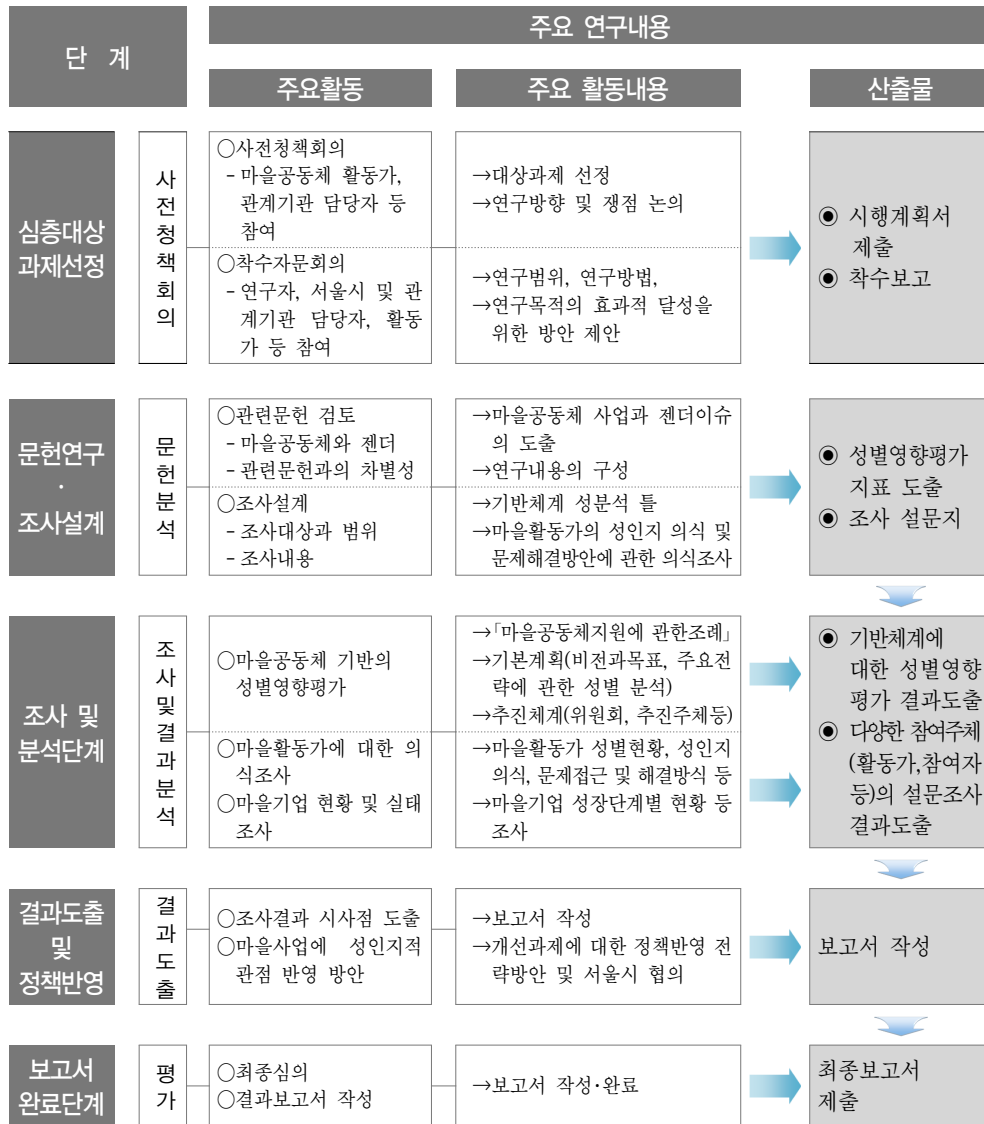 단 계
주요 연구내용
주요활동
주요 활동내용
산출물
심층대상
과제선정
사
전
청
책
회
의
○사전청책회의
- 마을공동체 활동가,
관계기관 담당자 등
참여
→대상과제 선정
→연구방향 및 쟁점 논의
○착수자문회의
- 연구자, 서울시 및 관
계기관 담당자, 활동
가 등 참여
→연구범위, 연구방법,
→연구목적의 효과적 달성을
위한 방안 제안
◉ 시행계획서
제출
◉ 착수보고
문헌연구
·
조사설계
문
헌
분
석
○관련문헌 검토
- 마을공동체와 젠더
- 관련문헌과의 차별성
→마을공동체 사업과 젠더이슈
의 도출
→연구내용의 구성
○조사설계
- 조사대상과 범위
- 조사내용
→기반체계 성분석 틀
→마을활동가의 성인지 의식 및
문제해결방안에 관한 의식조사
◉ 성별영향평가
지표 도출
◉ 조사 설문지
조사 및
분석단계
조
사
및
결
과
분
석
○마을공동체 기반의
성별영향평가
→「마을공동체지원에 관한조례」
→기본계획(비전과목표, 주요전
략에 관한 성별 분석)
→추진체계(위원회, 추진주체등)
○마을활동가에 대한 의
식조사
○마을기업 현황 및 실태
조사
→마을활동가 성별현황, 성인지
의식, 문제접근 및 해결방식 등
→마을기업 성장단계별 현황 등
조사
◉ 기반체계에
대한 성별영향
평가 결과도출
◉ 다양한 참여주체
(활동가,참여자
등)의 설문조사
결과도출
결과도출
및
정책반영
결
과
도
출
○조사결과 시사점 도출
○마을사업에 성인지적
관점 반영 방안
→보고서 작성
→개선과제에 대한 정책반영 전
략방안 및 서울시 협의
보고서 작성
보고서
완료단계
평
가
○최종심의
○결과보고서 작성
→보고서 작성·완료
최종보고서
제출